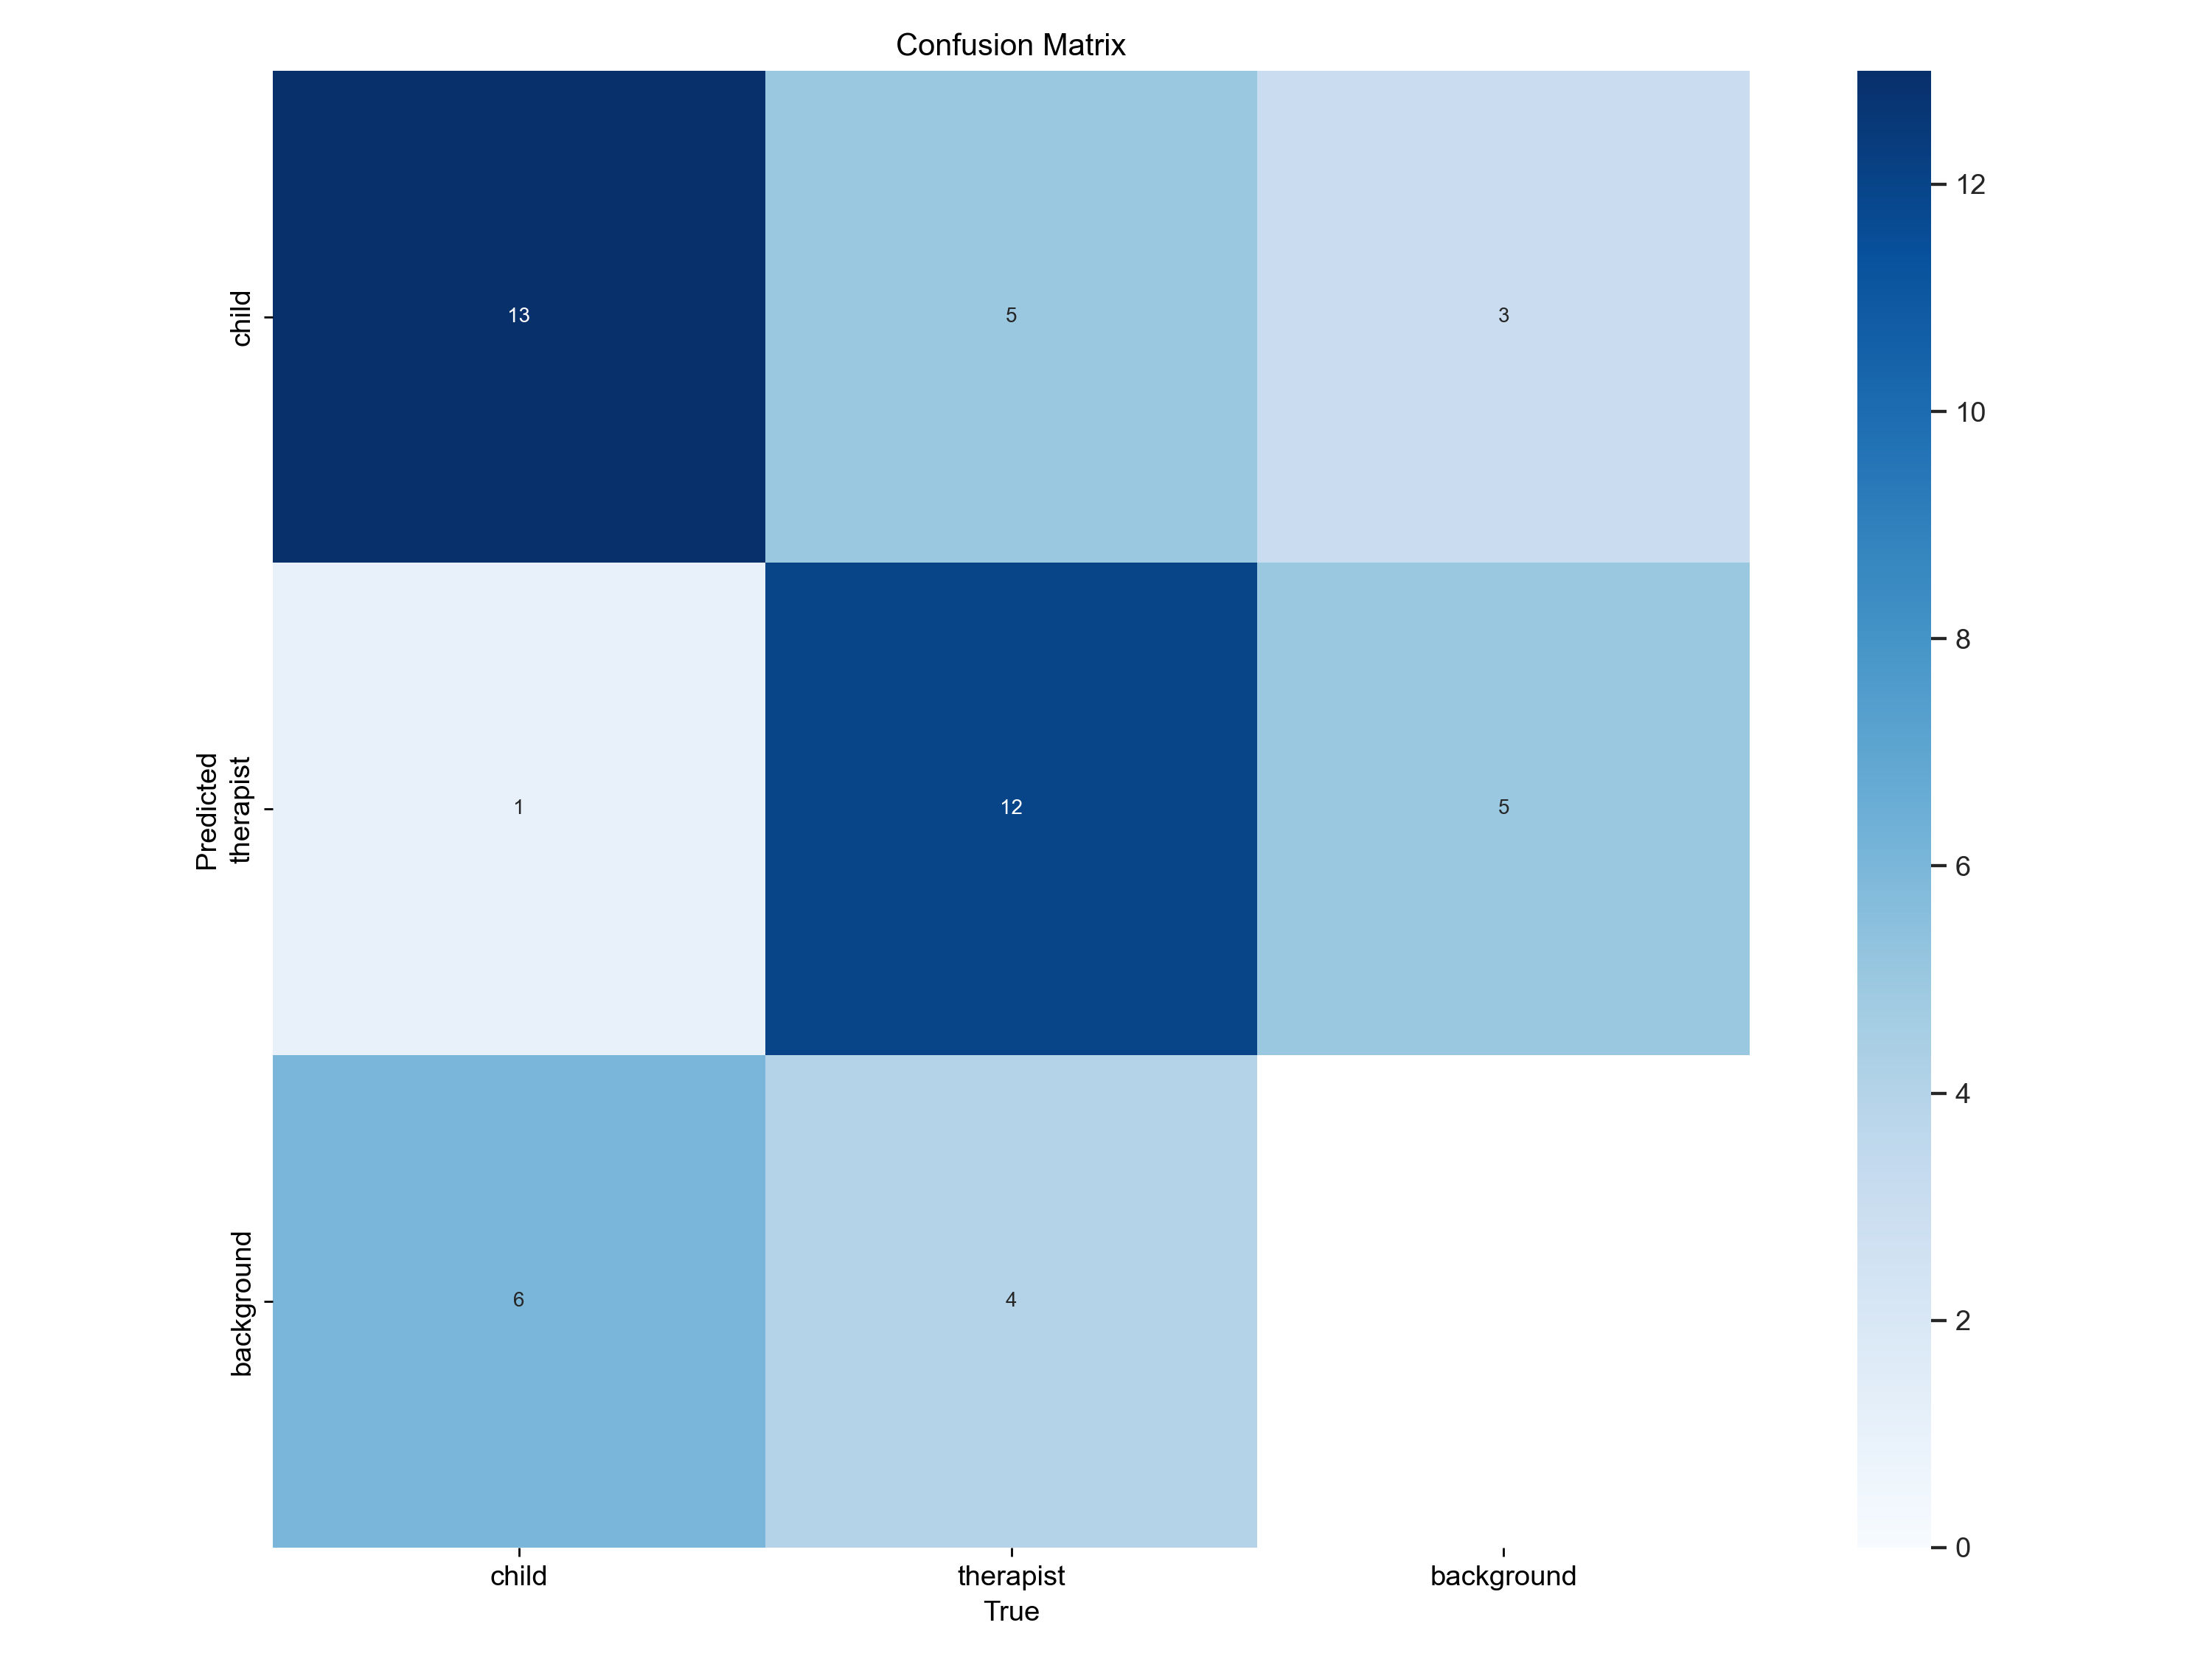 Confusion Matrix
child
13
5
3
Predicted
therapist
1
12
5
background
6
4
child
therapist
background
True
12
10
8
6
4
2
0